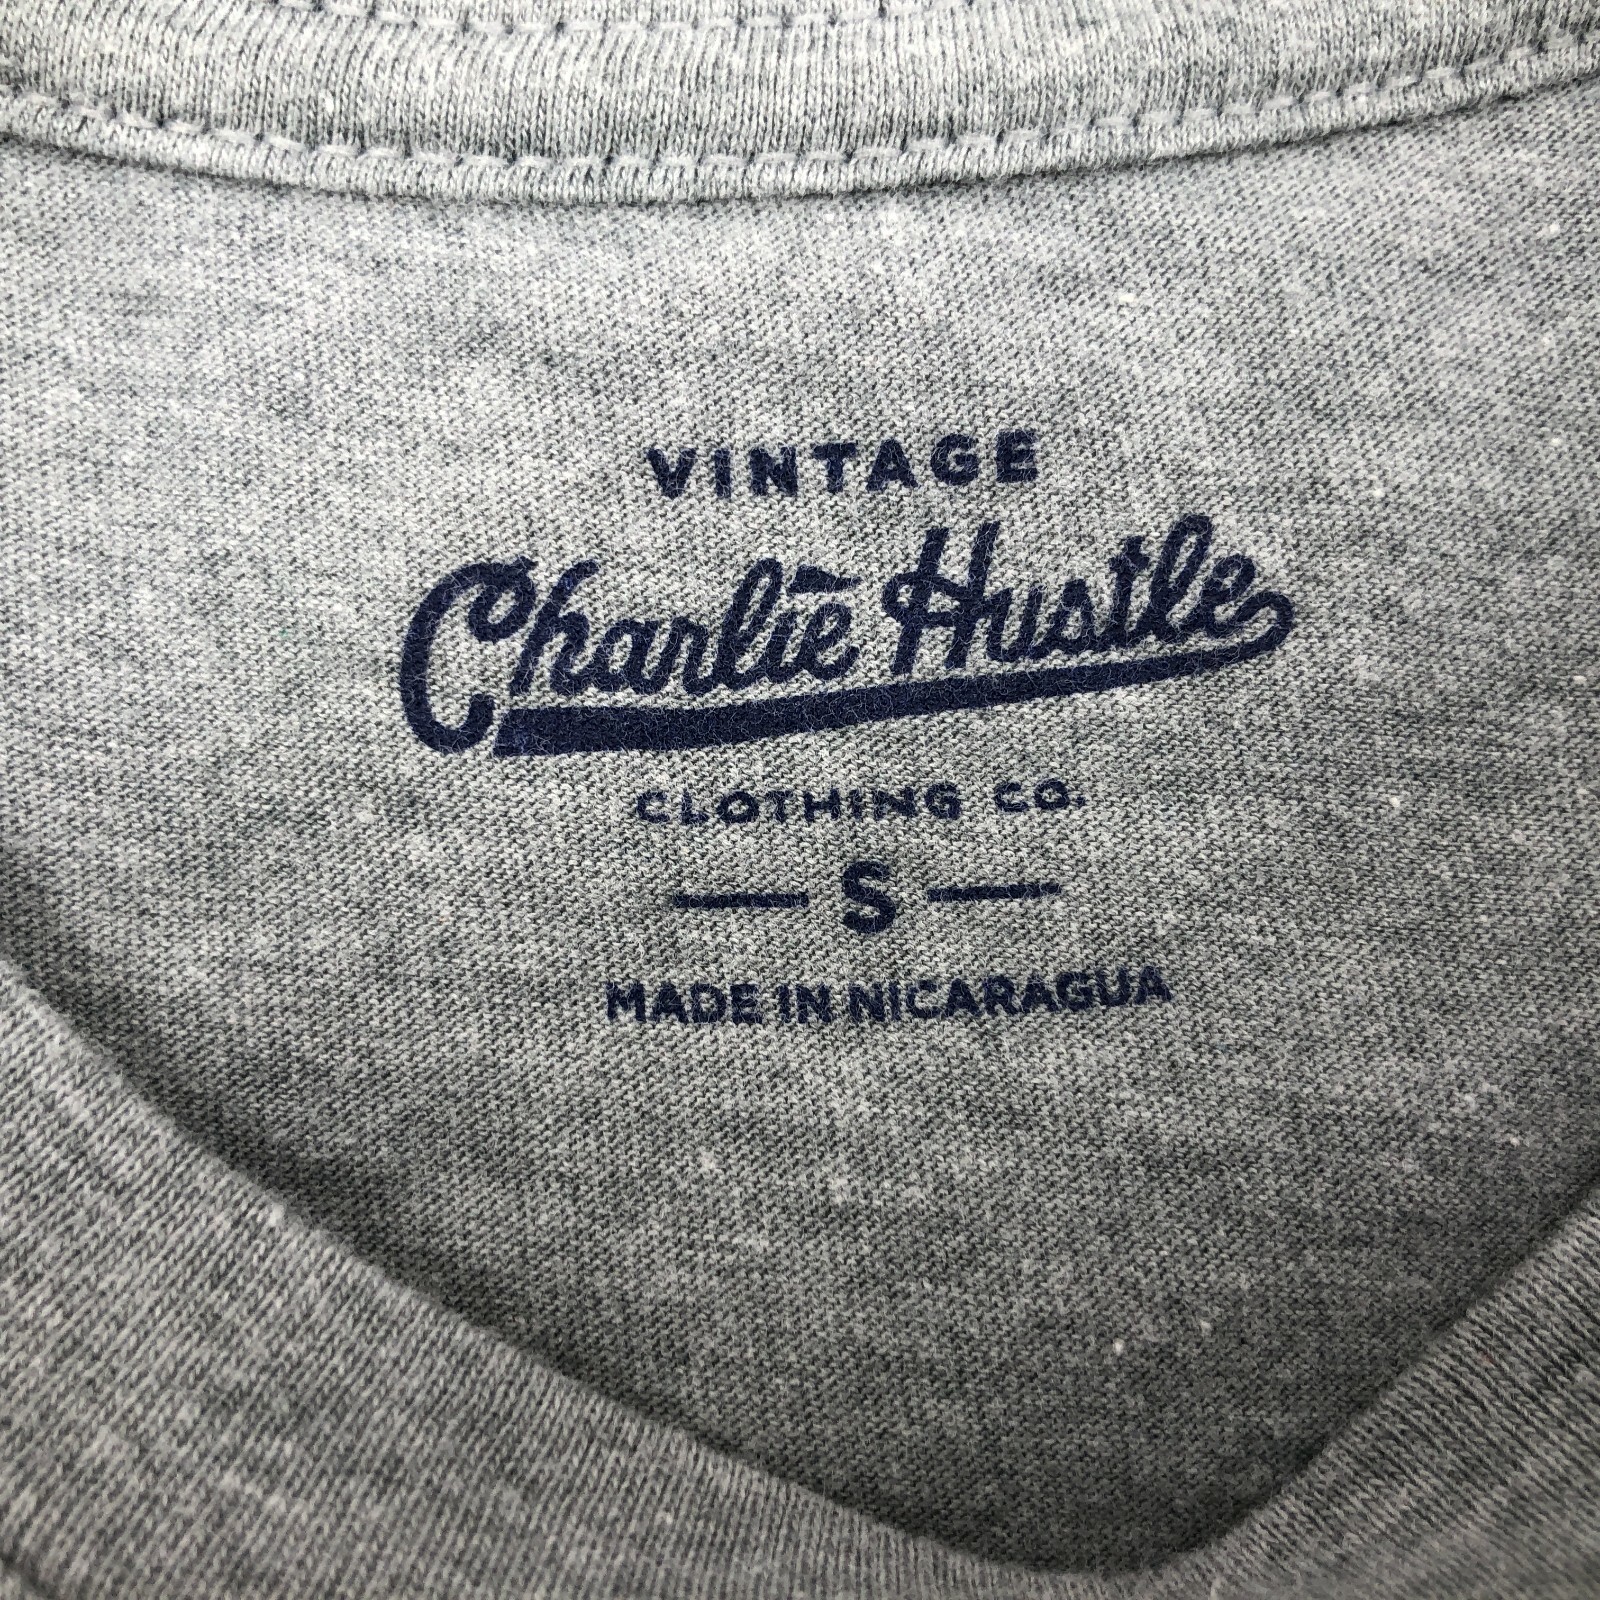 VINTAGE
Charlie Hustle
CLOTHING CO.
— S —
MADE IN NICARAGUA